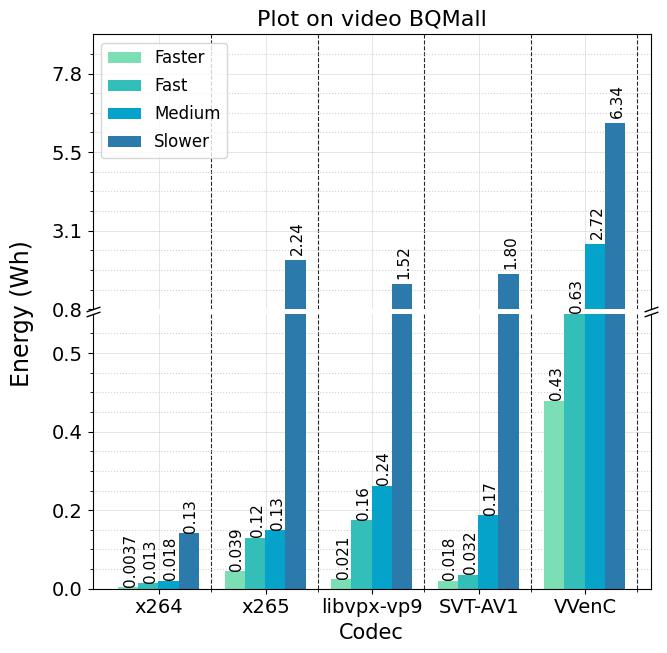 Plot on video BQMall
Faster
Fast
Medium
Slower
Energy (Wh)
7.8
5.5
3.1
0.8
0.5
0.4
0.2
0.0
0.0037
0.013
0.018
0.13
0.039
0.12
0.13
2.24
0.021
0.16
0.24
1.52
0.018
0.032
0.17
1.80
0.43
0.63
2.72
6.34
x264
x265
libvpx-vp9
SVT-AV1
VVenC
Codec